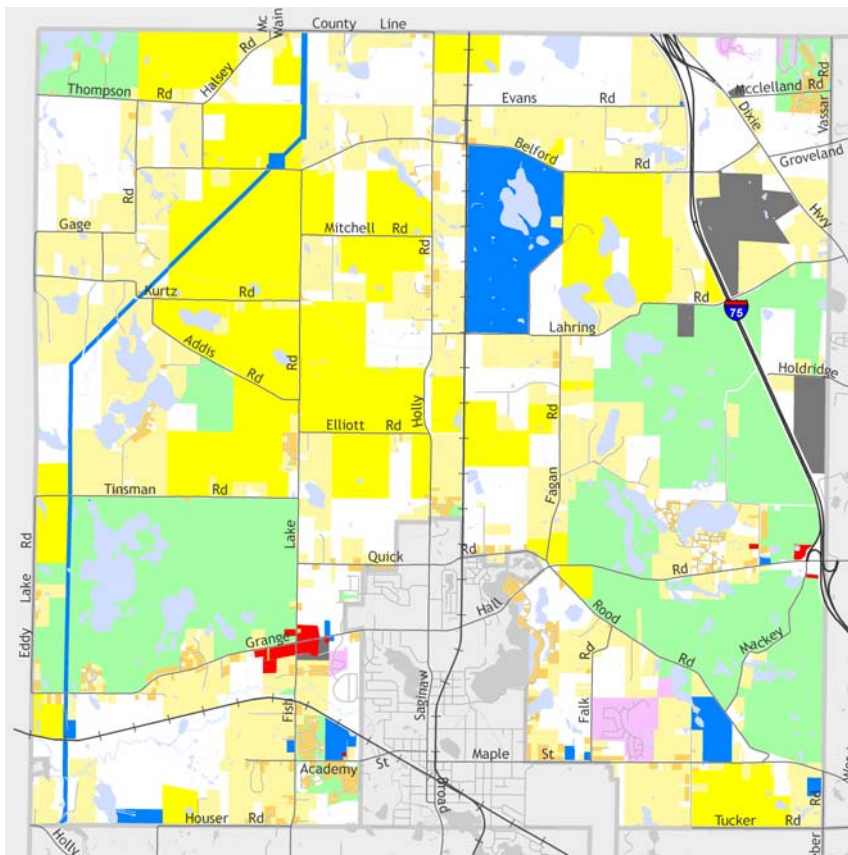 Mc
Wain
County Line
Thompson Rd
Halsey Rd
Evans Rd
Mcclelland Rd
Vassar Rd
Dixie Hwy
Groveland
Belford Rd
Gage
Rd
Mitchell Rd
Rd
Kurtz Rd
Lahring Rd
75
Addis Rd
Rd
Holdridge
Holly
Elliott Rd
Fagan Rd
Tinsman Rd
Eddy Lake Rd
Fish Lake
Quick Rd
Grange Hall Rd
Rood Rd
Mackey
Falk Rd
Saginaw
Broad
Maple St
Academy St
Houser Rd
Tucker Rd
Holly